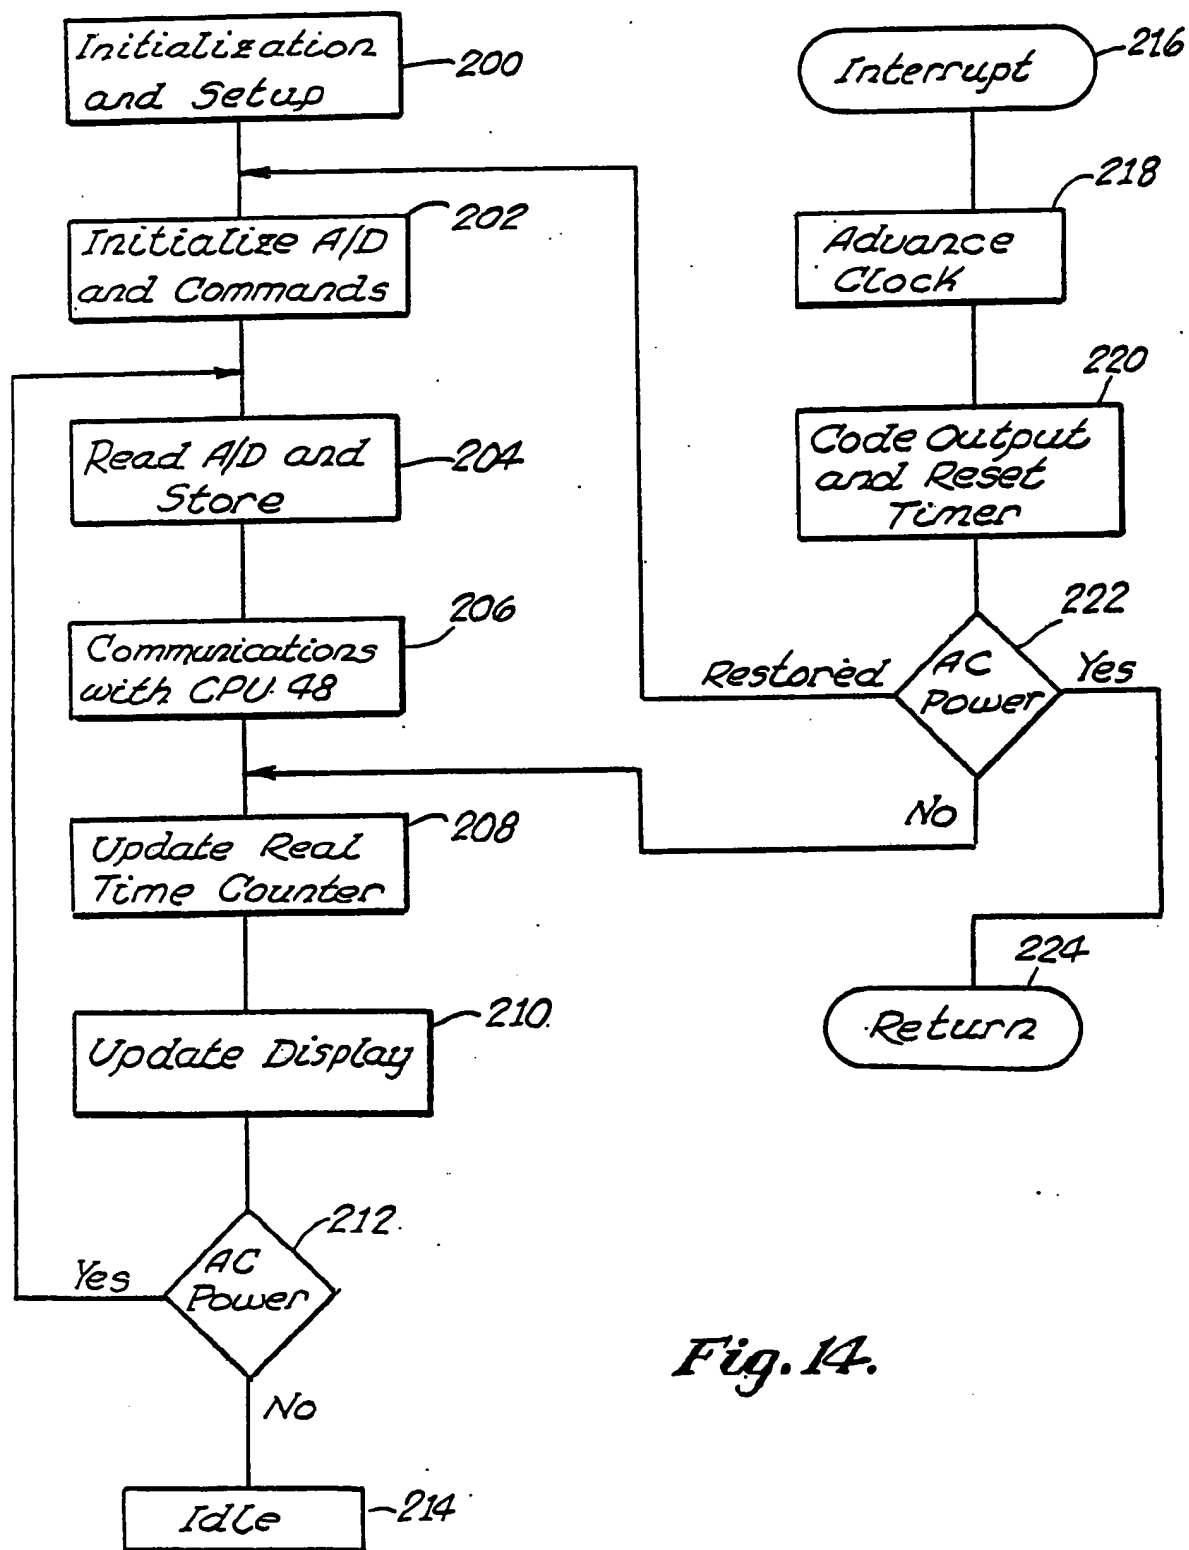 Initialization
and Setup
200
Initialize A/D
and Commands
202
Read A/D and
Store
204
Communications
with CPU 48
206
Update Real
Time Counter
208
Update Display
210
AC
Power
212
Yes
No
Idle
214
Interrupt
216
Advance
Clock
218
Code Output
and Reset
Timer
220
AC
Power
222
Restored
Yes
No
Return
224
Fig. 14.